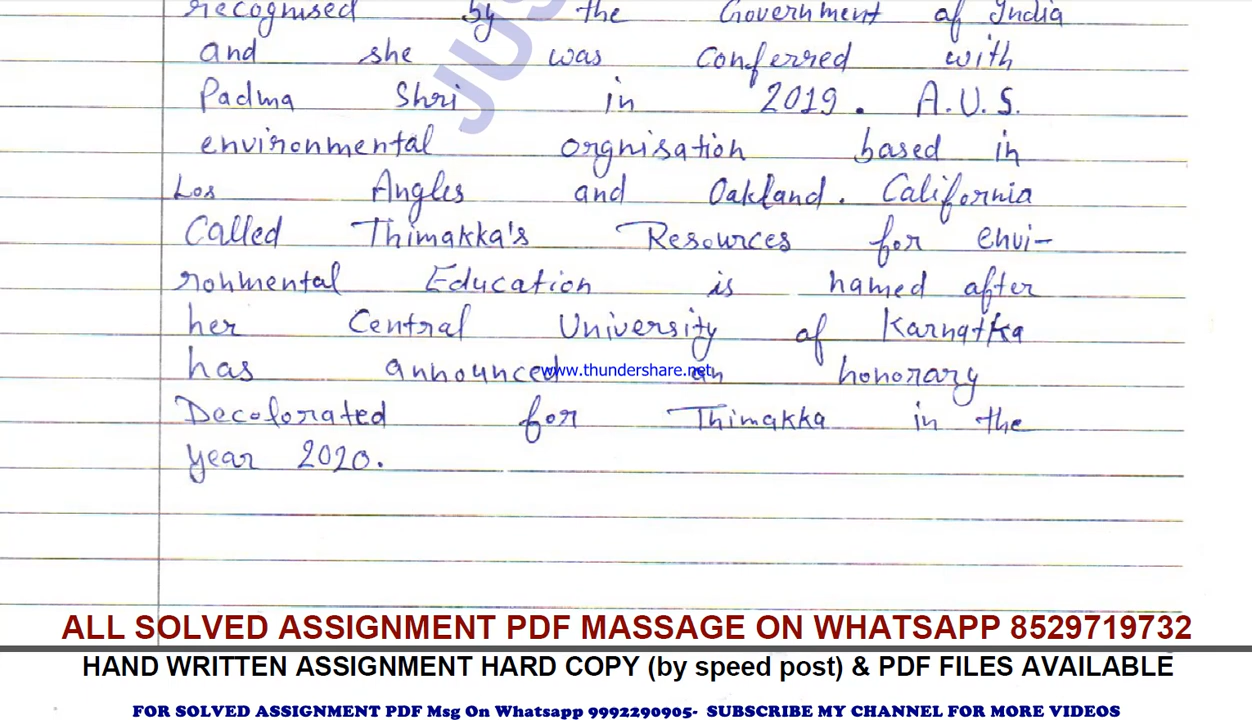 recognised by the Government of India
and she was conferred with
Padma Shri in 2019. A.U.S.
environmental orgnisation based in
Los Angles and Oakland. California
Called Thimakka's Resources for envi-
ronmental Education is named after
her Central University of Karnatka
has announced an honorary
www.thundershare.net
Decoforated for Thimakka in the
year 2020.
ALL SOLVED ASSIGNMENT PDF MASSAGE ON WHATSAPP 8529719732
HAND WRITTEN ASSIGNMENT HARD COPY (by speed post) & PDF FILES AVAILABLE
FOR SOLVED ASSIGNMENT PDF Msg On Whatsapp 9992290905- SUBSCRIBE MY CHANNEL FOR MORE VIDEOS